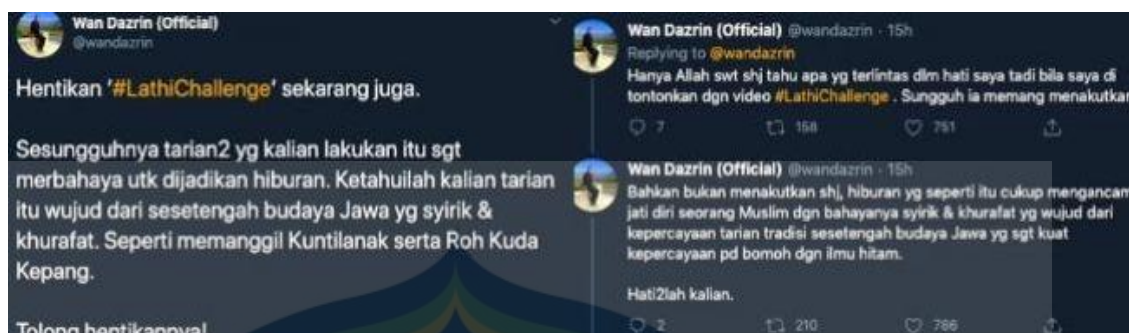 Wan Dazrin (Official)
@wandazrin
Hentikan '#LathiChallenge' sekarang juga.
Sesungguhnya tarian2 yg kalian lakukan itu sgt
merbahaya utk dijadikan hiburan. Ketahuilah kalian tarian
itu wujud dari sesetengah budaya Jawa yg syirik &
khurafat. Seperti memanggil Kuntilanak serta Roh Kuda
Kepang.
Tolong hentikannya!
Wan Dazrin (Official) @wandazrin · 15h
Replying to @wandazrin
Hanya Allah swt shj tahu apa yg terlintas dlm hati saya tadi bila saya di
tontonkan dgn video #LathiChallenge . Sungguh ia memang menakutkan
7 158 751
Wan Dazrin (Official) @wandazrin · 15h
Bahkan bukan menakutkan shj, hiburan yg seperti itu cukup mengancam
jati diri seorang Muslim dgn bahayanya syirik & khurafat yg wujud dari
kepercayaan tarian tradisi sesetengah budaya Jawa yg sgt kuat
kepercayaan pd bomoh dgn ilmu hitam.
Hati2lah kalian.
2 210 786